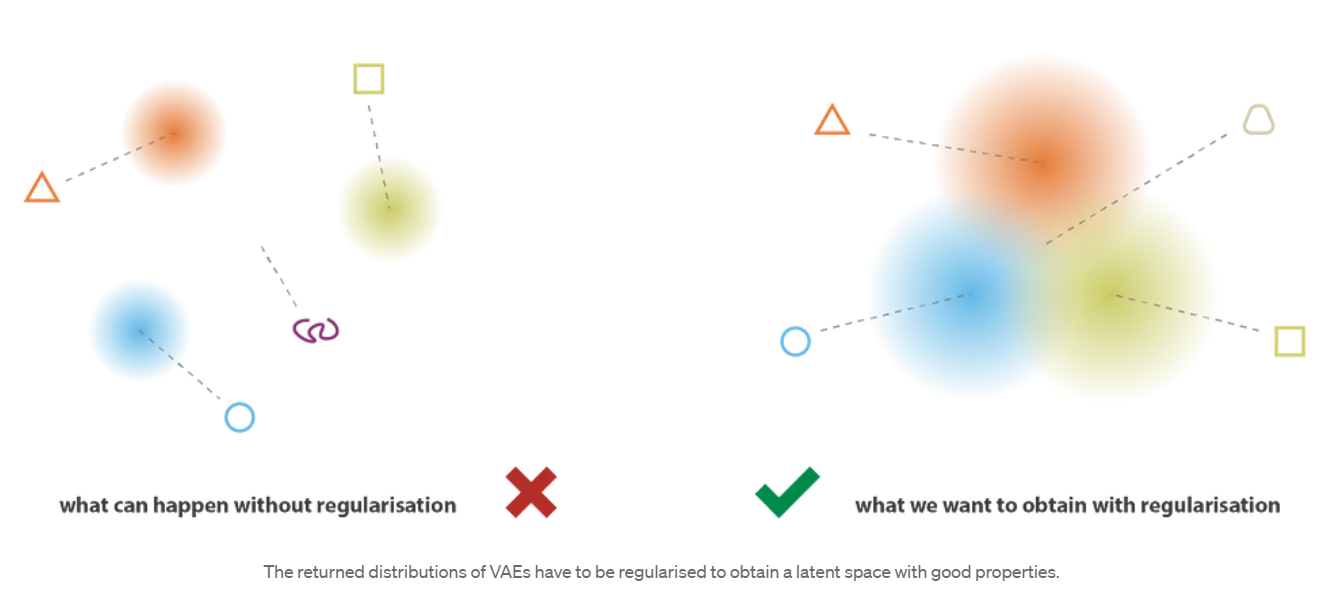 what can happen without regularisation
what we want to obtain with regularisation
The returned distributions of VAEs have to be regularised to obtain a latent space with good properties.